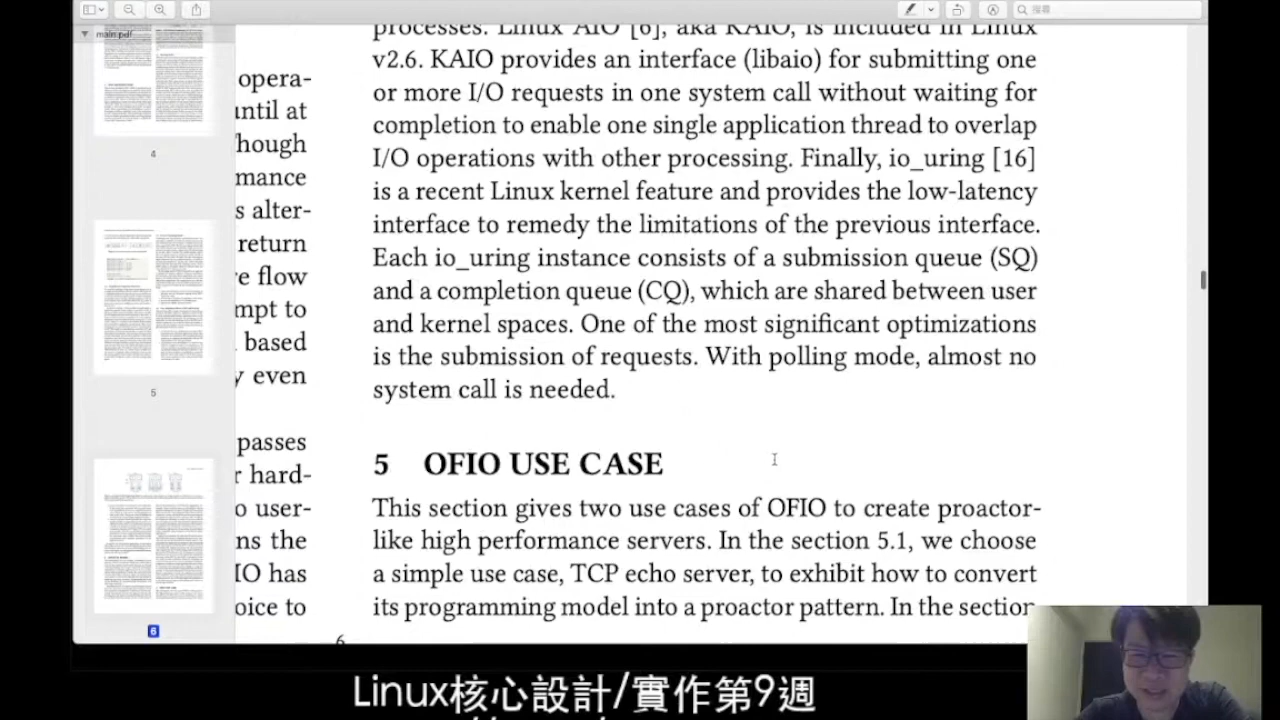 搜尋
main.pdf
4
5
6
opera-
until at
hough
mance
s alter-
return
re flow
mpt to
based
y even
passes
r hard-
o user-
ns the
IO has
oice to
processes. Linux AIO [6], aka KAIO, is
in Linux
v2.6. KAIO provides an interface (libaio) for submitting one
or more I/O requests in one system call without waiting for
completion to enable one single application thread to overlap
I/O operations with other processing. Finally, io_uring [16]
is a recent Linux kernel feature and provides the low-latency
interface to remedy the limitations of the previous interface.
Each io_uring instance consists of a submission queue (SQ)
and a completion queue (CQ), which are shared between user
and kernel spaces. One of the most significant optimizations
is the submission of requests. With polling mode, almost no
system call is needed.
5 OFIO USE CASE
This section gives two use cases of OFIO to create proactor-
like high performance servers. In the section 5.1, we choose
a simple use case, TCP echo server, to explain how to convert
its programming model into a proactor pattern. In the section
6
Linux核心設計/實作第9週